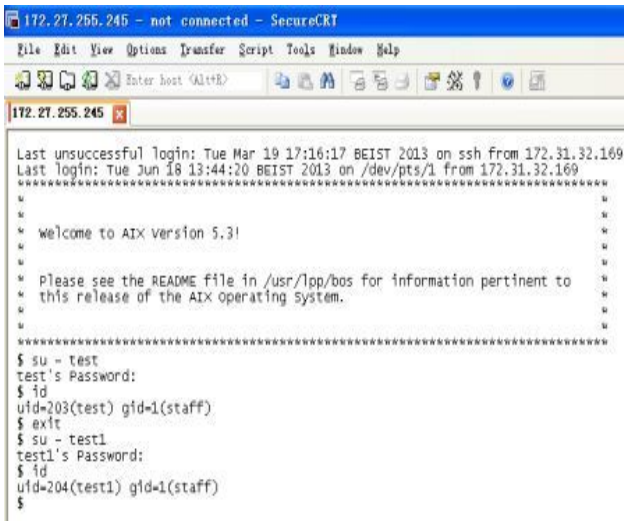 172.27.255.245 - not connected - SecureCRT
File Edit View Options Transfer Script Tools Window Help
Enter host <Alt+R>
172.27.255.245
Last unsuccessful login: Tue Mar 19 17:16:17 BEIST 2013 on ssh from 172.31.32.169
Last login: Tue Jun 18 13:44:20 BEIST 2013 on /dev/pts/1 from 172.31.32.169
*******************************************************************************
* *
* *
* Welcome to AIX Version 5.3! *
* *
* *
* Please see the README file in /usr/lpp/bos for information pertinent to *
* this release of the AIX Operating System. *
* *
* *
*******************************************************************************
$ su - test
test's Password:
$ id
uid=203(test) gid=1(staff)
$ exit
$ su - test1
test1's Password:
$ id
uid=204(test1) gid=1(staff)
$